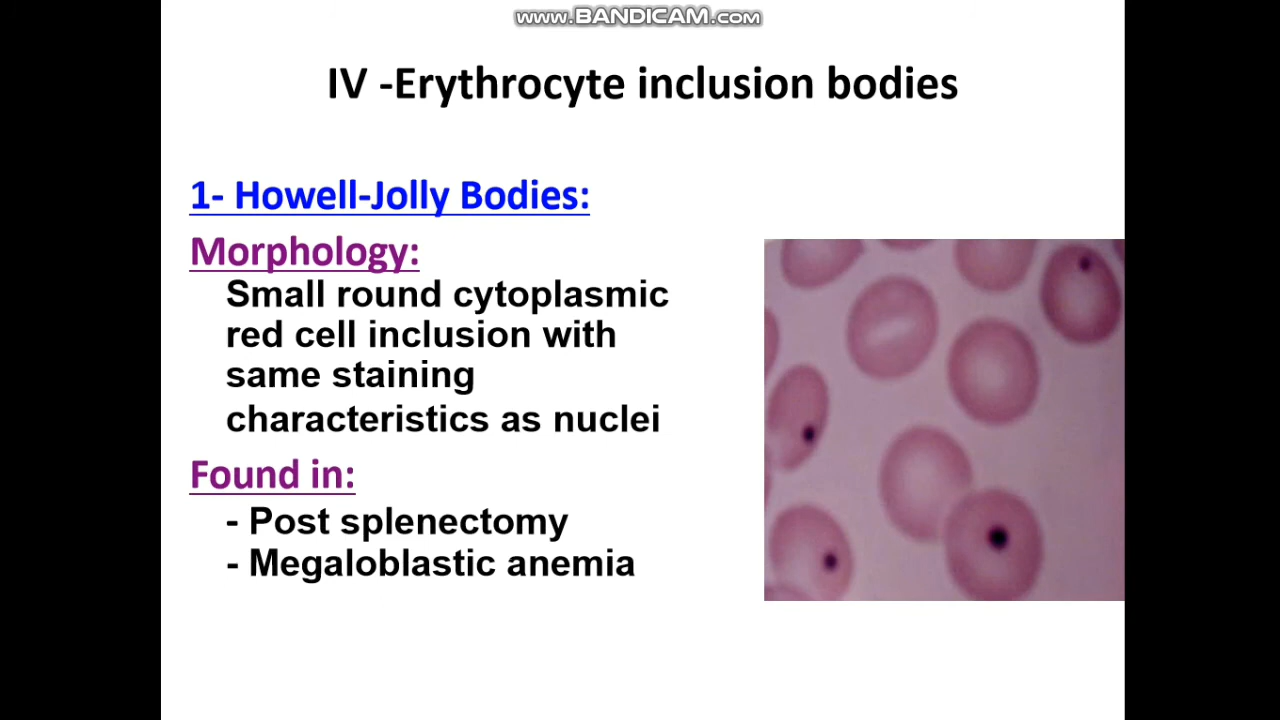 www.BANDICAM.com
IV -Erythrocyte inclusion bodies
1- Howell-Jolly Bodies:
Morphology:
Small round cytoplasmic
red cell inclusion with
same staining
characteristics as nuclei
Found in:
- Post splenectomy
- Megaloblastic anemia